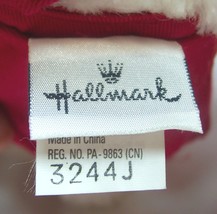 Hallmark
Made in China
REG. NO. PA-9863 (CN)
3244J